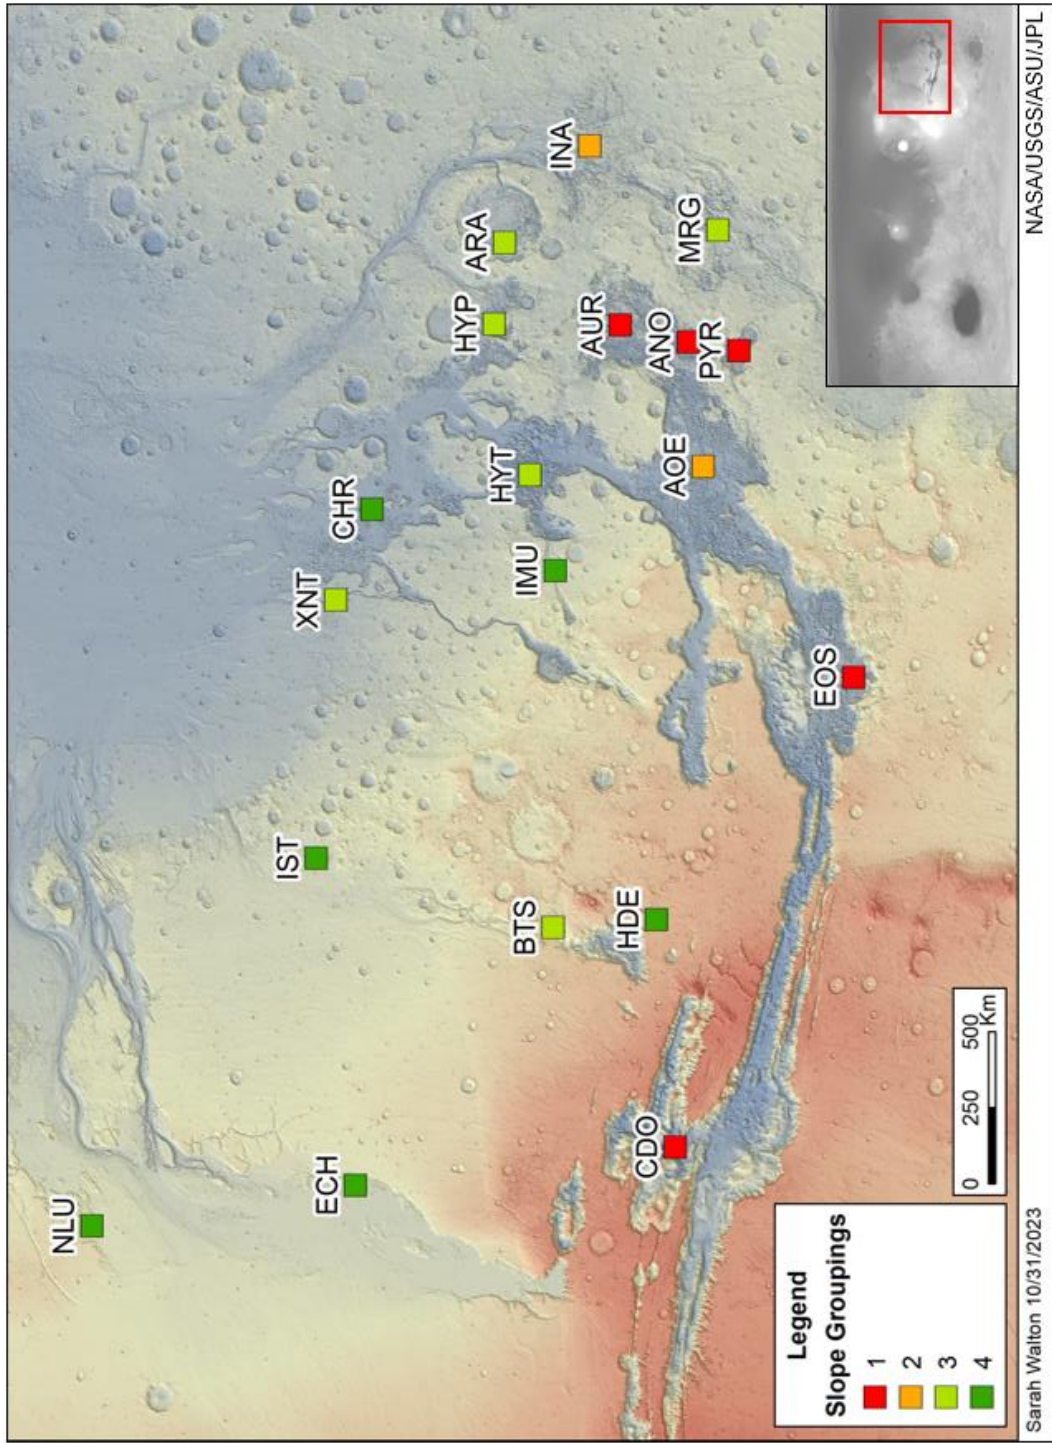 NLU
ECH
IST
XNT
CHR
HYP
ARA
INA
BTS
HDE
IMU
HYT
AUR
ANO
PYR
MRG
AOE
EOS
CDO
Legend
Slope Groupings
1
2
3
4
0 250 500
Km
Sarah Walton 10/31/2023
NASA/USGS/ASU/JPL